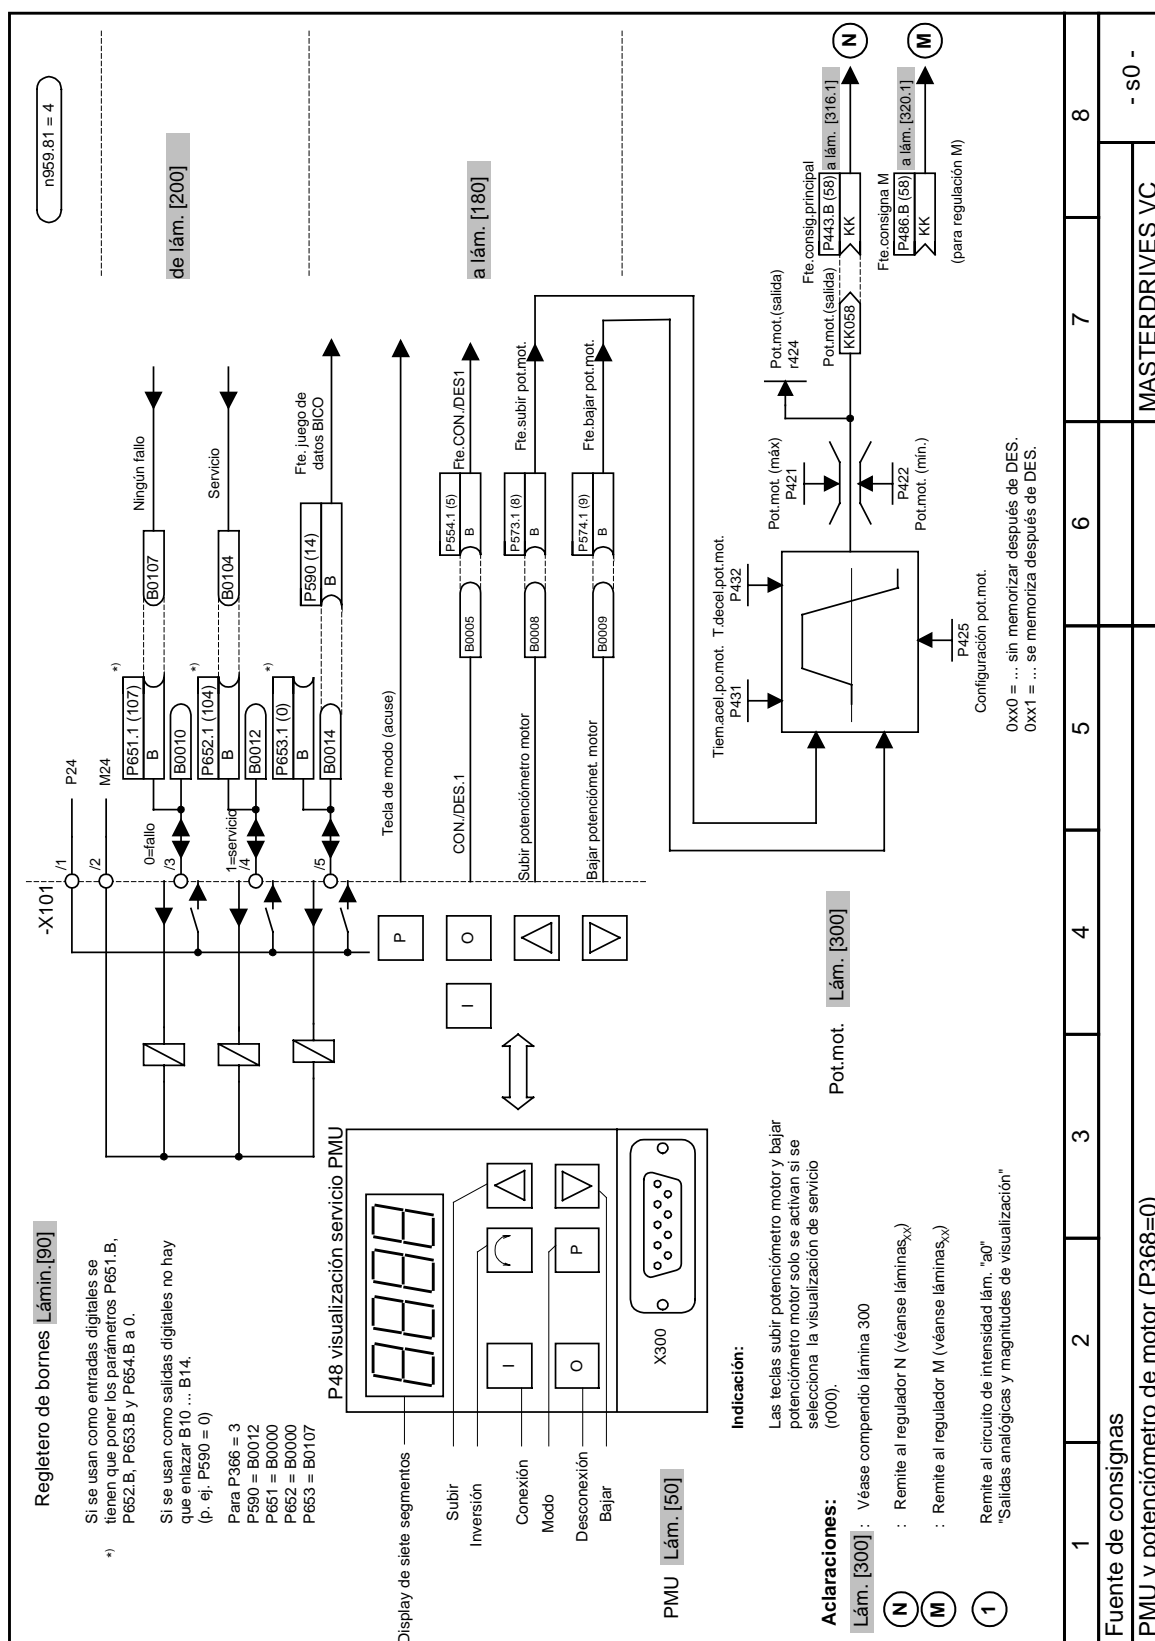 n959.81 = 4
Regletero de bornes Lámin.[90]
*)
Si se usan como entradas digitales se
tienen que poner los parámetros P651.B,
P652.B, P653.B y P654.B a 0.
Si se usan como salidas digitales no hay
que enlazar B10 ... B14.
(p. ej. P590 = 0)
Para P366 = 3
P590 = B0012
P651 = B0000
P652 = B0000
P653 = B0107
-X101
/1
P24
/2
M24
0=fallo
/3
P651.1 (107)
*)
B
B0010
B0107
Ningún fallo
1=servicio
/4
P652.1 (104)
*)
B
B0012
B0104
Servicio
/5
P653.1 (0)
*)
B
B0014
P590 (14)
B
Fte. juego de
datos BICO
de lám. [200]
P48 visualización servicio PMU
Display de siete segmentos
Subir
Inversión
Conexión
Modo
Desconexión
Bajar
I
O
P
X300
PMU Lám. [50]
P
I
O
Tecla de modo (acuse)
CON./DES.1
B0005
P554.1 (5)
B
Fte.CON./DES1
Subir potenciómetro motor
B0008
P573.1 (8)
B
Fte.subir pot.mot.
Bajar potenciómet. motor
B0009
P574.1 (9)
B
Fte.bajar pot.mot.
a lám. [180]
Indicación:
Las teclas subir potenciómetro motor y bajar
potenciómetro motor solo se activan si se
selecciona la visualización de servicio
(r000).
Pot.mot. Lám. [300]
Tiem.acel.po.mot.
P431
T.decel.pot.mot.
P432
P425
Configuración pot.mot.
0xx0 = ... sin memorizar después de DES.
0xx1 = ... se memoriza después de DES.
Pot.mot. (máx)
P421
P422
Pot.mot. (mín.)
Pot.mot.(salida)
r424
Pot.mot.(salida)
KK058
Fte.consig.principal
P443.B (58)
KK
a lám. [316.1]
N
Fte.consigna M
P486.B (58)
KK
a lám. [320.1]
M
(para regulación M)
Aclaraciones:
Lám. [300] : Véase compendio lámina 300
N : Remite al regulador N (véanse láminasxx)
M : Remite al regulador M (véanse láminasxx)
1 Remite al circuito de intensidad lám. "a0"
"Salidas analógicas y magnitudes de visualización"
1 2 3 4 5 6 7 8
Fuente de consignas
- s0 -
PMU y potenciómetro de motor (P368=0)
MASTERDRIVES VC